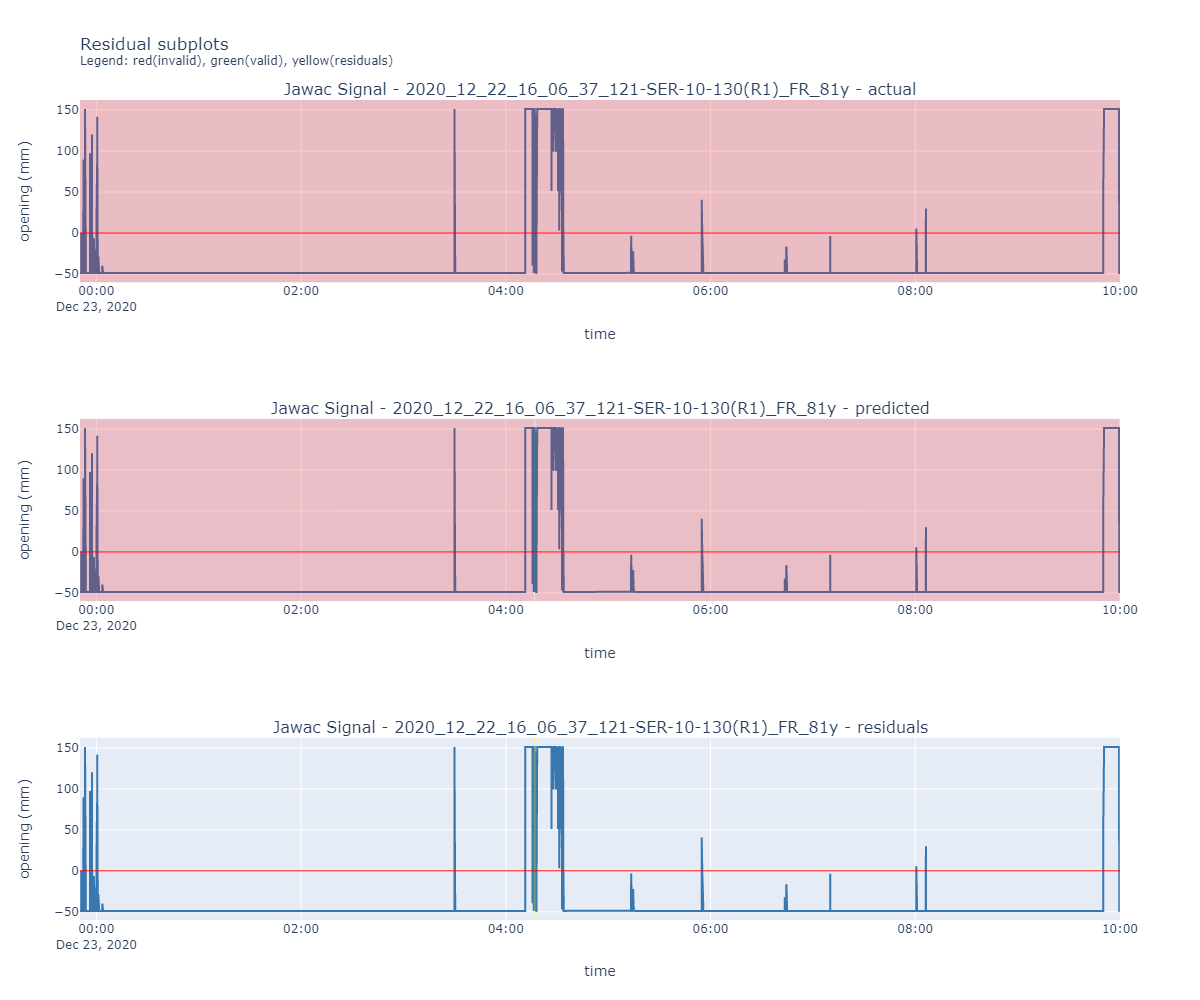 Residual subplots
Legend: red(invalid), green(valid), yellow(residuals)
Jawac Signal - 2020_12_22_16_06_37_121-SER-10-130(R1)_FR_81y - actual
150
100
50
0
−50
opening (mm)
00:00 02:00 04:00 06:00 08:00 10:00
Dec 23, 2020
time
Jawac Signal - 2020_12_22_16_06_37_121-SER-10-130(R1)_FR_81y - predicted
150
100
50
0
−50
opening (mm)
00:00 02:00 04:00 06:00 08:00 10:00
Dec 23, 2020
time
Jawac Signal - 2020_12_22_16_06_37_121-SER-10-130(R1)_FR_81y - residuals
150
100
50
0
−50
opening (mm)
00:00 02:00 04:00 06:00 08:00 10:00
Dec 23, 2020
time